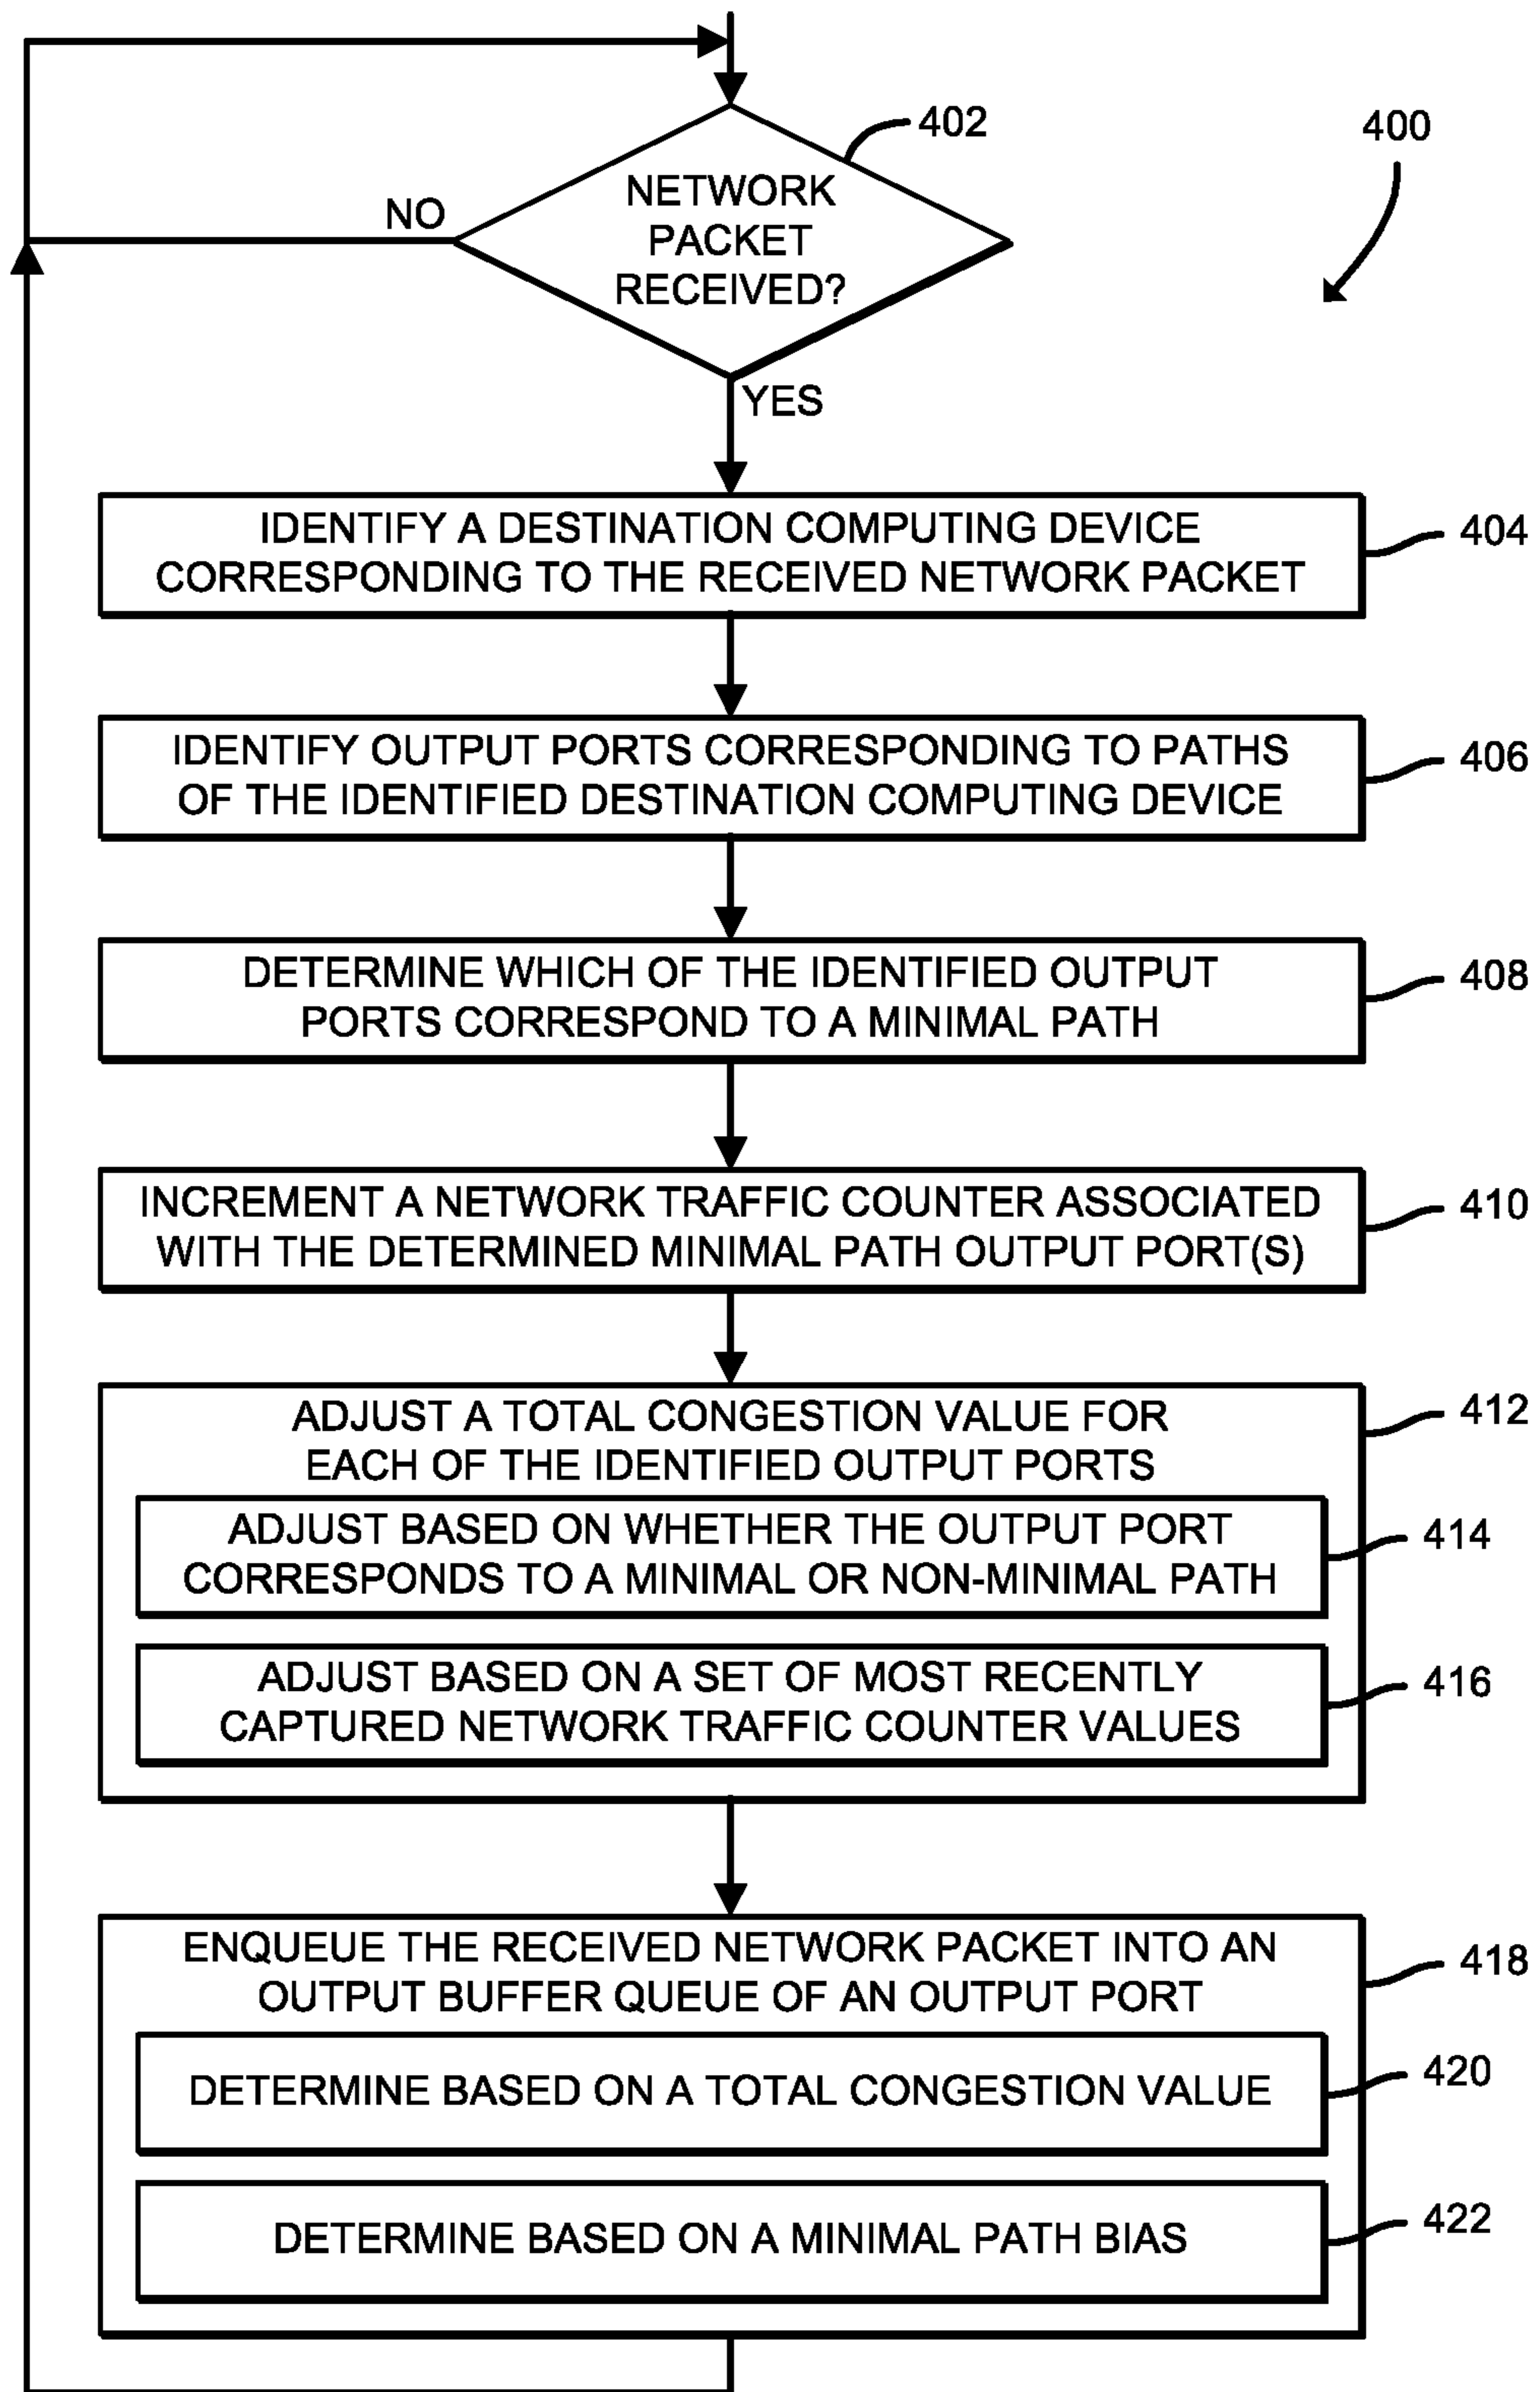 402
400
NETWORK
PACKET
RECEIVED?
NO
YES
IDENTIFY A DESTINATION COMPUTING DEVICE
CORRESPONDING TO THE RECEIVED NETWORK PACKET
404
IDENTIFY OUTPUT PORTS CORRESPONDING TO PATHS
OF THE IDENTIFIED DESTINATION COMPUTING DEVICE
406
DETERMINE WHICH OF THE IDENTIFIED OUTPUT
PORTS CORRESPOND TO A MINIMAL PATH
408
INCREMENT A NETWORK TRAFFIC COUNTER ASSOCIATED
WITH THE DETERMINED MINIMAL PATH OUTPUT PORT(S)
410
ADJUST A TOTAL CONGESTION VALUE FOR
EACH OF THE IDENTIFIED OUTPUT PORTS
412
ADJUST BASED ON WHETHER THE OUTPUT PORT
CORRESPONDS TO A MINIMAL OR NON-MINIMAL PATH
414
ADJUST BASED ON A SET OF MOST RECENTLY
CAPTURED NETWORK TRAFFIC COUNTER VALUES
416
ENQUEUE THE RECEIVED NETWORK PACKET INTO AN
OUTPUT BUFFER QUEUE OF AN OUTPUT PORT
418
DETERMINE BASED ON A TOTAL CONGESTION VALUE
420
DETERMINE BASED ON A MINIMAL PATH BIAS
422